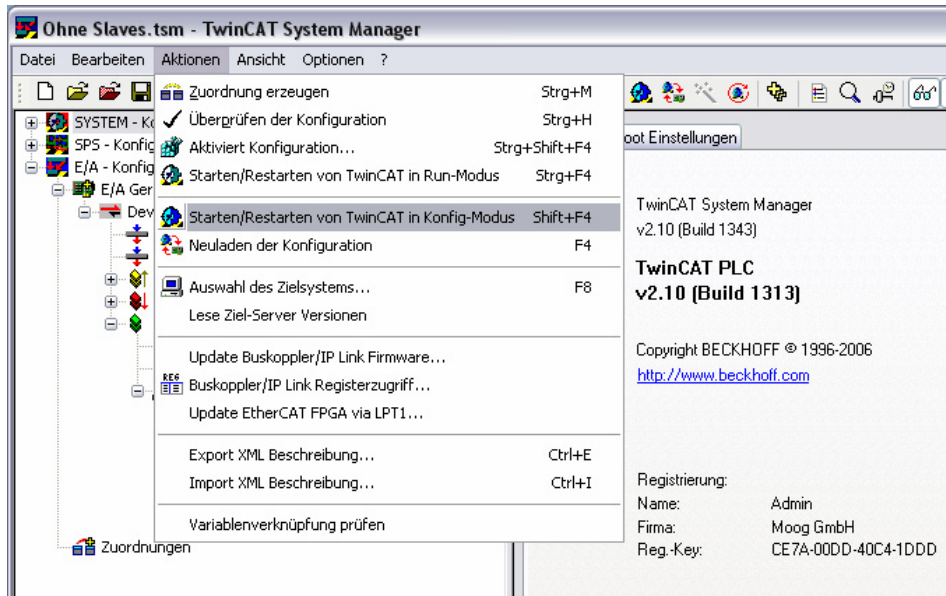 Ohne Slaves.tsm - TwinCAT System Manager
Datei Bearbeiten Aktionen Ansicht Optionen ?
SYSTEM - Ko
SPS - Konfig
E/A - Konfig
E/A Ger
Dev
Zuordnungen
Zuordnung erzeugen Strg+M
Überprüfen der Konfiguration Strg+H
Aktiviert Konfiguration... Strg+Shift+F4
Starten/Restarten von TwinCAT in Run-Modus Strg+F4
Starten/Restarten von TwinCAT in Konfig-Modus Shift+F4
Neuladen der Konfiguration F4
Auswahl des Zielsystems... F8
Lese Ziel-Server Versionen
Update Buskoppler/IP Link Firmware...
REG Buskoppler/IP Link Registerzugriff...
Update EtherCAT FPGA via LPT1...
Export XML Beschreibung... Ctrl+E
Import XML Beschreibung... Ctrl+I
Variablenverknüpfung prüfen
oot Einstellungen
TwinCAT System Manager
v2.10 (Build 1343)
TwinCAT PLC
v2.10 (Build 1313)
Copyright BECKHOFF © 1996-2006
http://www.beckhoff.com
Registrierung:
Name: Admin
Firma: Moog GmbH
Reg.-Key: CE7A-00DD-40C4-1DDD